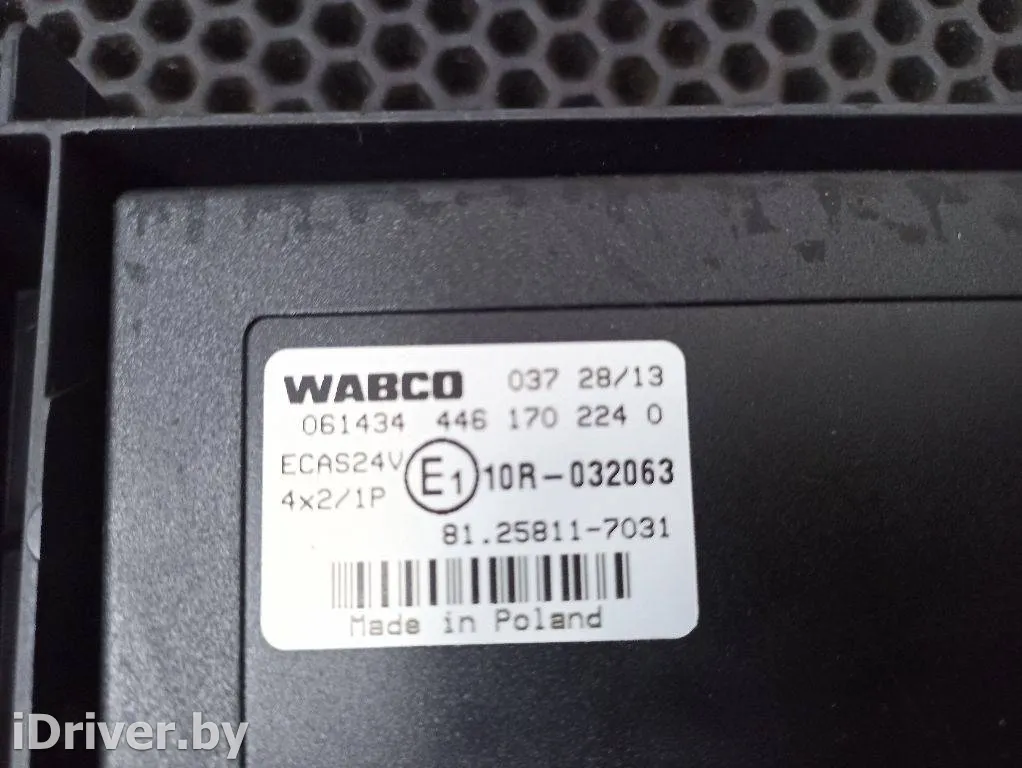 WABCO 037 28/13
061434 446 170 224 0
ECAS24V E1 10R-032063
4x2/1P
81.25811-7031
Made in Poland
iDriver.by